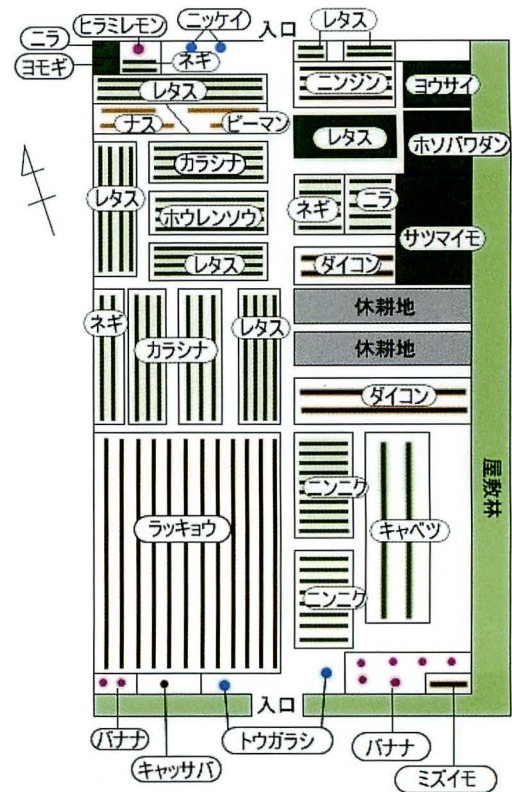 ニラ
ヒラミレモン
ニッケイ
入口
レタス
ヨモギ
ネギ
レタス
ニンジン
ヨウサイ
ナス
ピーマン
レタス
ホソバワダン
カラシナ
レタス
ホウレンソウ
ネギ
ニラ
サツマイモ
レタス
ダイコン
ネギ
カラシナ
レタス
休耕地
休耕地
ダイコン
屋敷林
ラッキョウ
ニンニク
キャベツ
ニンニク
入口
バナナ
キャッサバ
トウガラシ
バナナ
ミズイモ